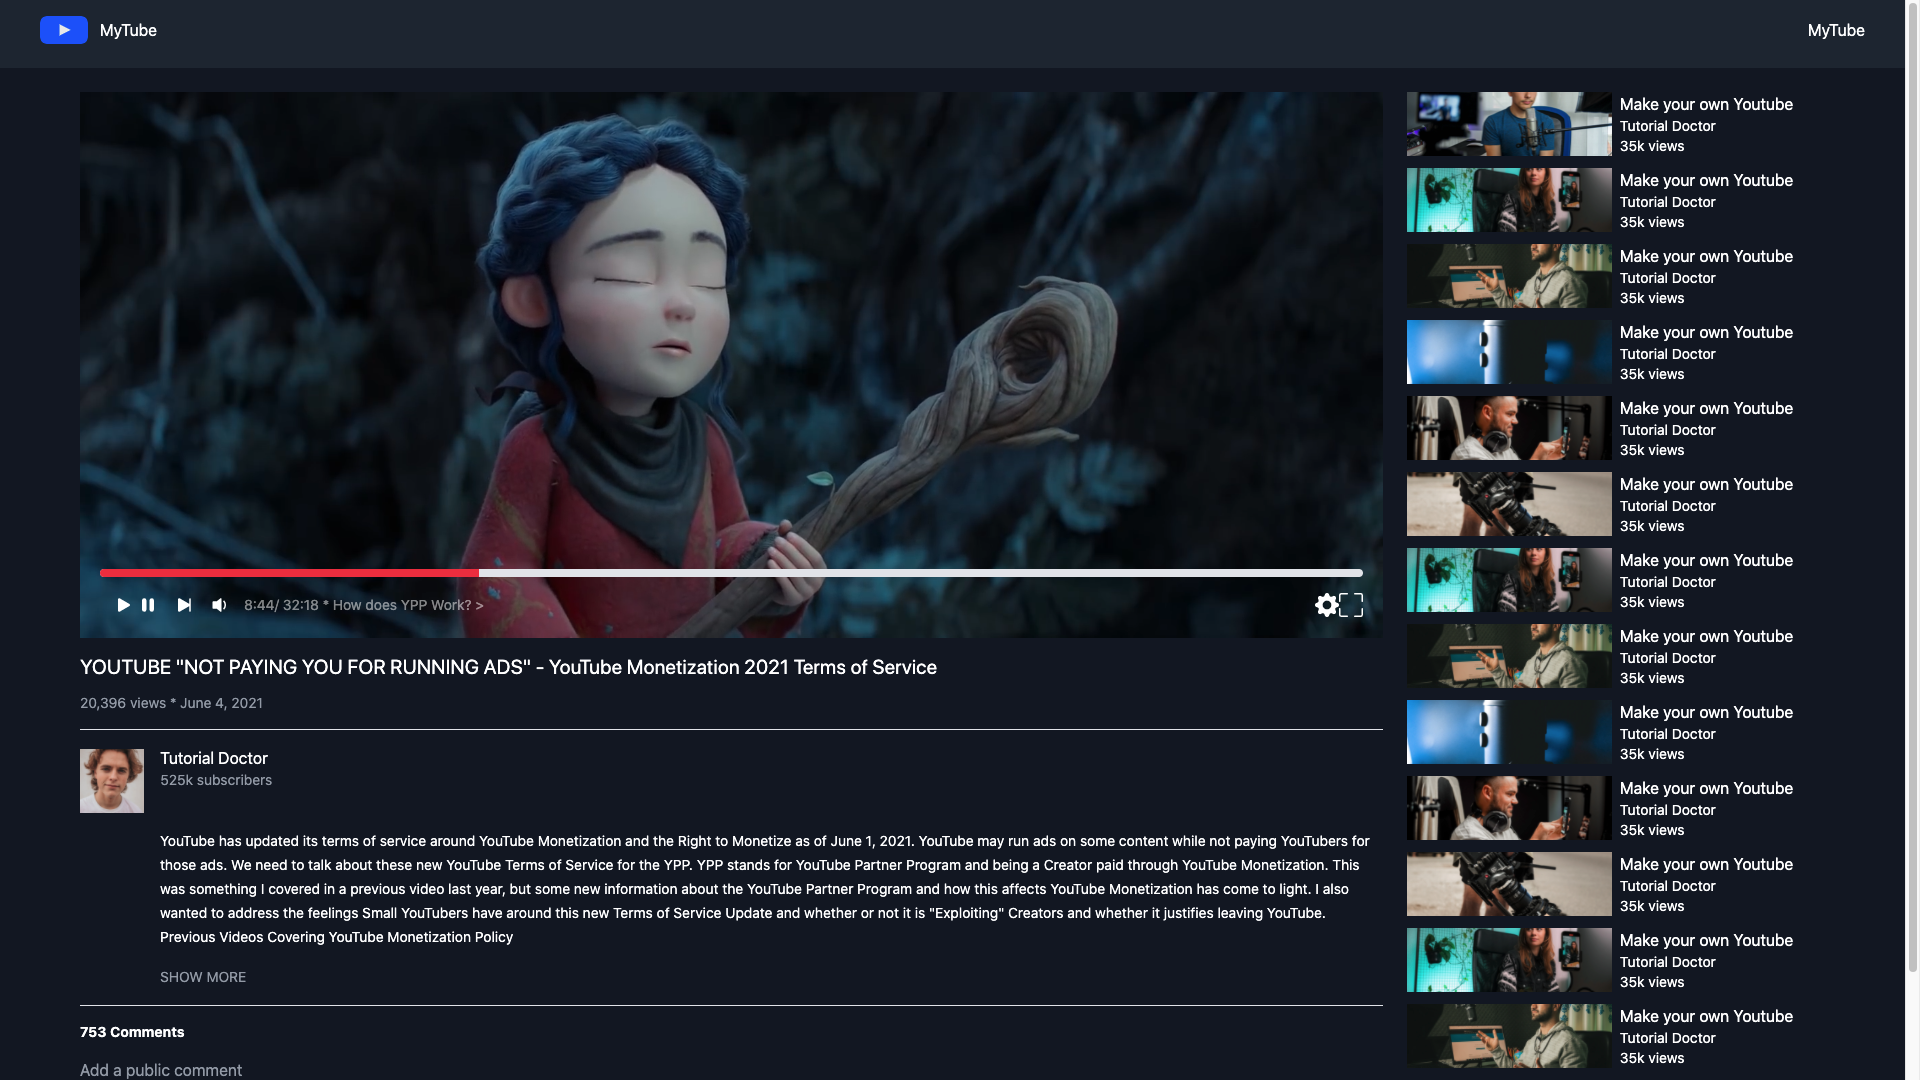 MyTube
MyTube
8:44/ 32:18 * How does YPP Work? >
YOUTUBE "NOT PAYING YOU FOR RUNNING ADS" - YouTube Monetization 2021 Terms of Service
20,396 views * June 4, 2021
Tutorial Doctor
525k subscribers
YouTube has updated its terms of service around YouTube Monetization and the Right to Monetize as of June 1, 2021. YouTube may run ads on some content while not paying YouTubers for
those ads. We need to talk about these new YouTube Terms of Service for the YPP. YPP stands for YouTube Partner Program and being a Creator paid through YouTube Monetization. This
was something I covered in a previous video last year, but some new information about the YouTube Partner Program and how this affects YouTube Monetization has come to light. I also
wanted to address the feelings Small YouTubers have around this new Terms of Service Update and whether or not it is "Exploiting" Creators and whether it justifies leaving YouTube.
Previous Videos Covering YouTube Monetization Policy
SHOW MORE
753 Comments
Add a public comment
Make your own Youtube
Tutorial Doctor
35k views
Make your own Youtube
Tutorial Doctor
35k views
Make your own Youtube
Tutorial Doctor
35k views
Make your own Youtube
Tutorial Doctor
35k views
Make your own Youtube
Tutorial Doctor
35k views
Make your own Youtube
Tutorial Doctor
35k views
Make your own Youtube
Tutorial Doctor
35k views
Make your own Youtube
Tutorial Doctor
35k views
Make your own Youtube
Tutorial Doctor
35k views
Make your own Youtube
Tutorial Doctor
35k views
Make your own Youtube
Tutorial Doctor
35k views
Make your own Youtube
Tutorial Doctor
35k views
Make your own Youtube
Tutorial Doctor
35k views